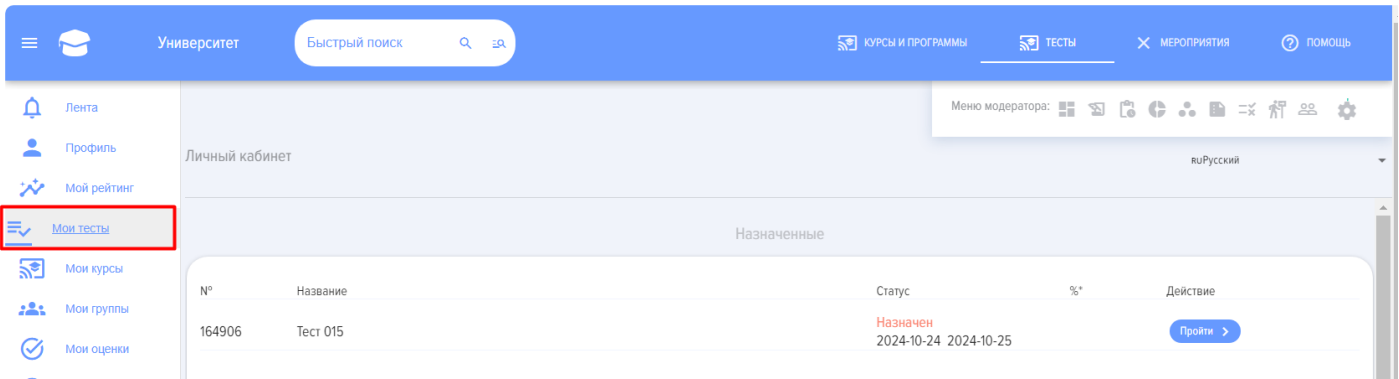 Университет Быстрый поиск КУРСЫ И ПРОГРАММЫ ТЕСТЫ МЕРОПРИЯТИЯ ПОМОЩЬ
Меню модератора:
Лента
Профиль
Мой рейтинг
Мои тесты
Мои курсы
Мои группы
Мои оценки
Личный кабинет RUРусский
Назначенные
№ Название Статус %* Действие
164906 Тест 015 Назначен Пройти
2024-10-24 2024-10-25